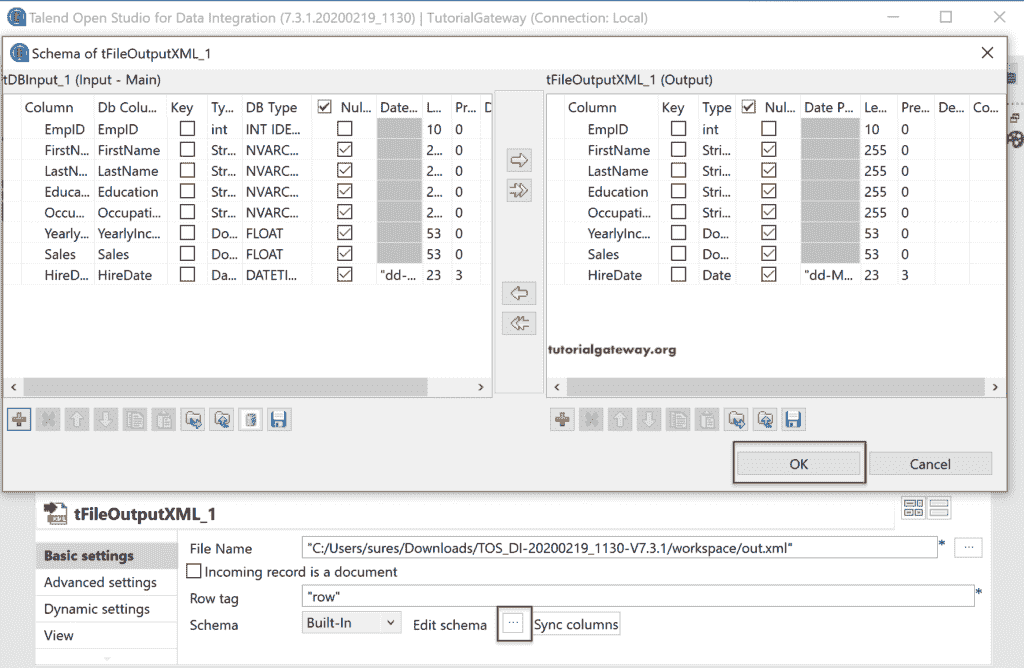 Talend Open Studio for Data Integration (7.3.1.20200219_1130) | TutorialGateway (Connection: Local)
Schema of tFileOutputXML_1
tDBInput_1 (Input - Main)
Column Db Colu... Key Ty... DB Type Nul... Date... L... Pr... D
EmpID EmpID int INT IDE... 10 0
FirstN... FirstName Str... NVARC... 2... 0
LastN... LastName Str... NVARC... 2... 0
Educa... Education Str... NVARC... 2... 0
Occu... Occupati... Str... NVARC... 2... 0
Yearly... YearlyInc... Do... FLOAT 53 0
Sales Sales Do... FLOAT 53 0
HireD... HireDate Da... DATETI... "dd-... 23 3
tFileOutputXML_1 (Output)
Column Key Type Nul... Date P... Le... Pre... De... Co...
EmpID int 10 0
FirstName Stri... 255 0
LastName Stri... 255 0
Education Stri... 255 0
Occupat... Stri... 255 0
YearlyInc... Do... 53 0
Sales Do... 53 0
HireDate Date "dd-M... 23 3
tutorialgateway.org
OK
Cancel
tFileOutputXML_1
Basic settings
Advanced settings
Dynamic settings
View
File Name "C:/Users/sures/Downloads/TOS_DI-20200219_1130-V7.3.1/workspace/out.xml" * ...
Incoming record is a document
Row tag "row" *
Schema Built-In Edit schema ... Sync columns